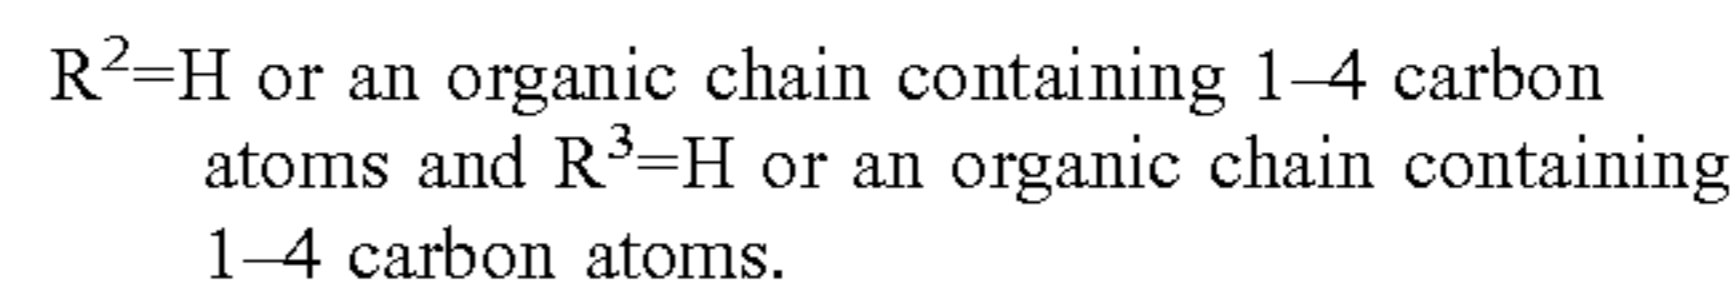 R²=H or an organic chain containing 1–4 carbon
atoms and R³=H or an organic chain containing
1–4 carbon atoms.